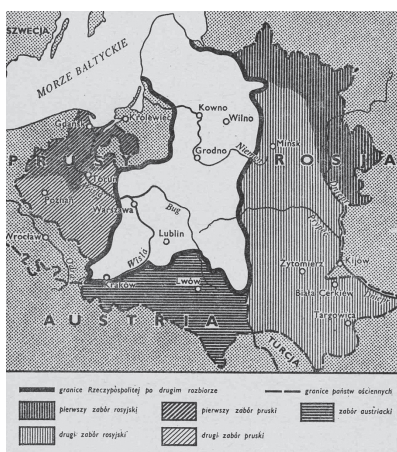 SZWECJA
MORZE BAŁTYCKIE
Gdańsk
Królewiec
Kowno
Wilno
Grodno
Niemen
Mińsk
PRUSY
ROSJA
Toruń
Poznań
Warszawa
Bug
Wrocław
Lublin
Wisła
Kraków
Lwów
Żytomierz
Kijów
Biała Cerkiew
Targowica
AUSTRIA
TURCJA
granice Rzeczypospolitej po drugim rozbiorze
granice państw ościennych
pierwszy zabór rosyjski
pierwszy zabór pruski
zabór austriacki
drugi zabór rosyjski
drugi zabór pruski